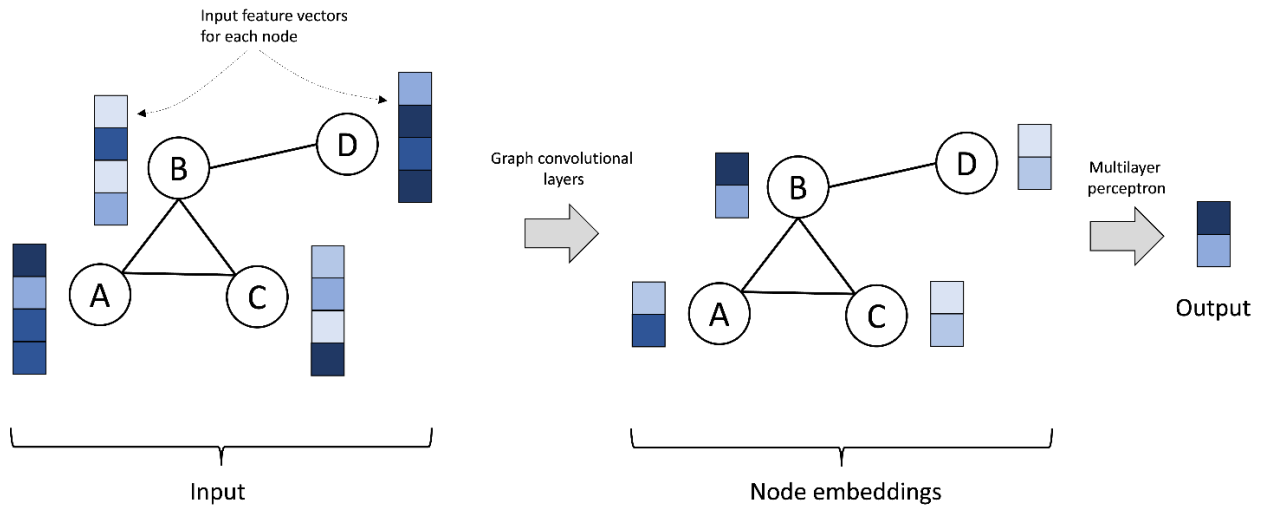 Input feature vectors
for each node
B
D
A
C
Input
Graph convolutional
layers
B
D
A
C
Node embeddings
Multilayer
perceptron
Output